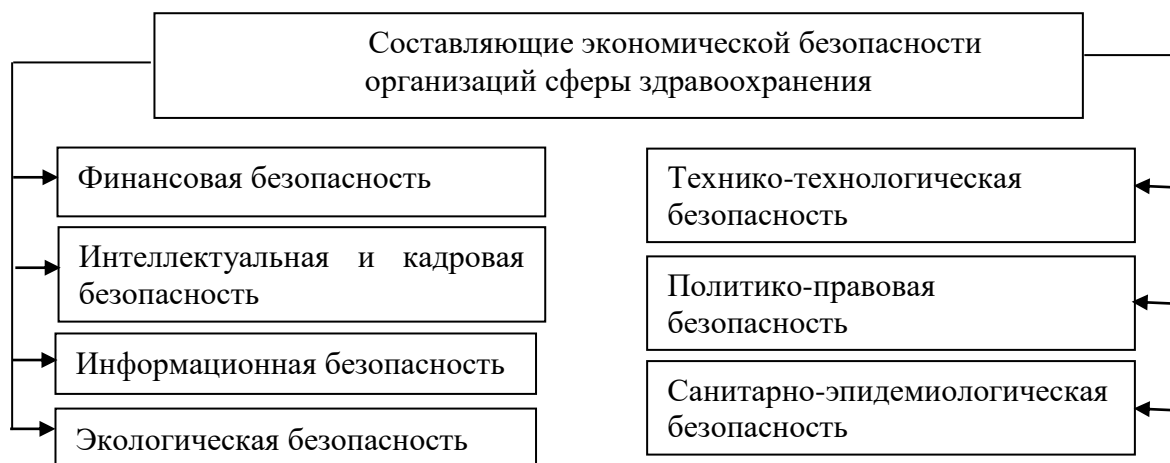 Составляющие экономической безопасности
организаций сферы здравоохранения
Финансовая безопасность
Интеллектуальная и кадровая
безопасность
Информационная безопасность
Экологическая безопасность
Технико-технологическая
безопасность
Политико-правовая
безопасность
Санитарно-эпидемиологическая
безопасность